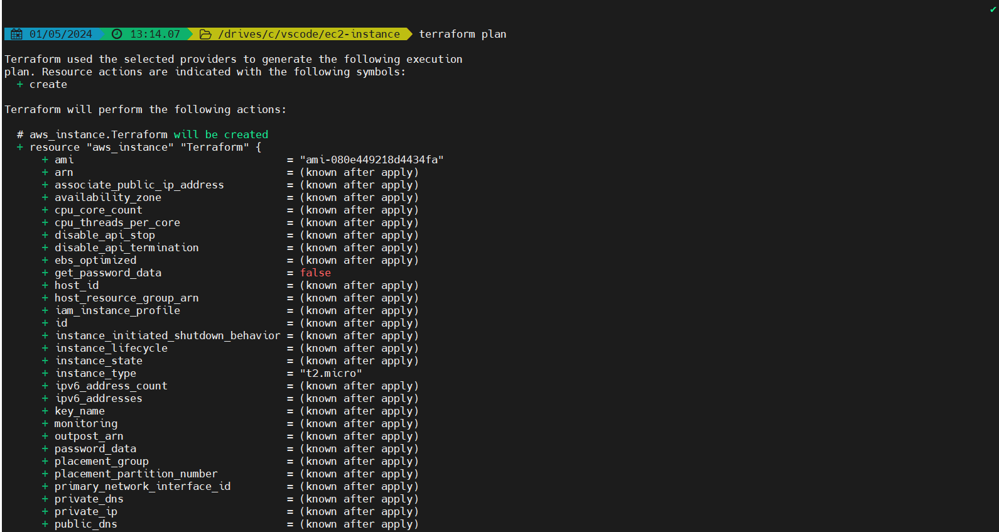 01/05/2024 13:14.07 /drives/c/vscode/ec2-instance terraform plan
Terraform used the selected providers to generate the following execution
plan. Resource actions are indicated with the following symbols:
+ create
Terraform will perform the following actions:
# aws_instance.Terraform will be created
+ resource "aws_instance" "Terraform" {
+ ami = "ami-080e449218d4434fa"
+ arn = (known after apply)
+ associate_public_ip_address = (known after apply)
+ availability_zone = (known after apply)
+ cpu_core_count = (known after apply)
+ cpu_threads_per_core = (known after apply)
+ disable_api_stop = (known after apply)
+ disable_api_termination = (known after apply)
+ ebs_optimized = (known after apply)
+ get_password_data = false
+ host_id = (known after apply)
+ host_resource_group_arn = (known after apply)
+ iam_instance_profile = (known after apply)
+ id = (known after apply)
+ instance_initiated_shutdown_behavior = (known after apply)
+ instance_lifecycle = (known after apply)
+ instance_state = (known after apply)
+ instance_type = "t2.micro"
+ ipv6_address_count = (known after apply)
+ ipv6_addresses = (known after apply)
+ key_name = (known after apply)
+ monitoring = (known after apply)
+ outpost_arn = (known after apply)
+ password_data = (known after apply)
+ placement_group = (known after apply)
+ placement_partition_number = (known after apply)
+ primary_network_interface_id = (known after apply)
+ private_dns = (known after apply)
+ private_ip = (known after apply)
+ public_dns = (known after apply)